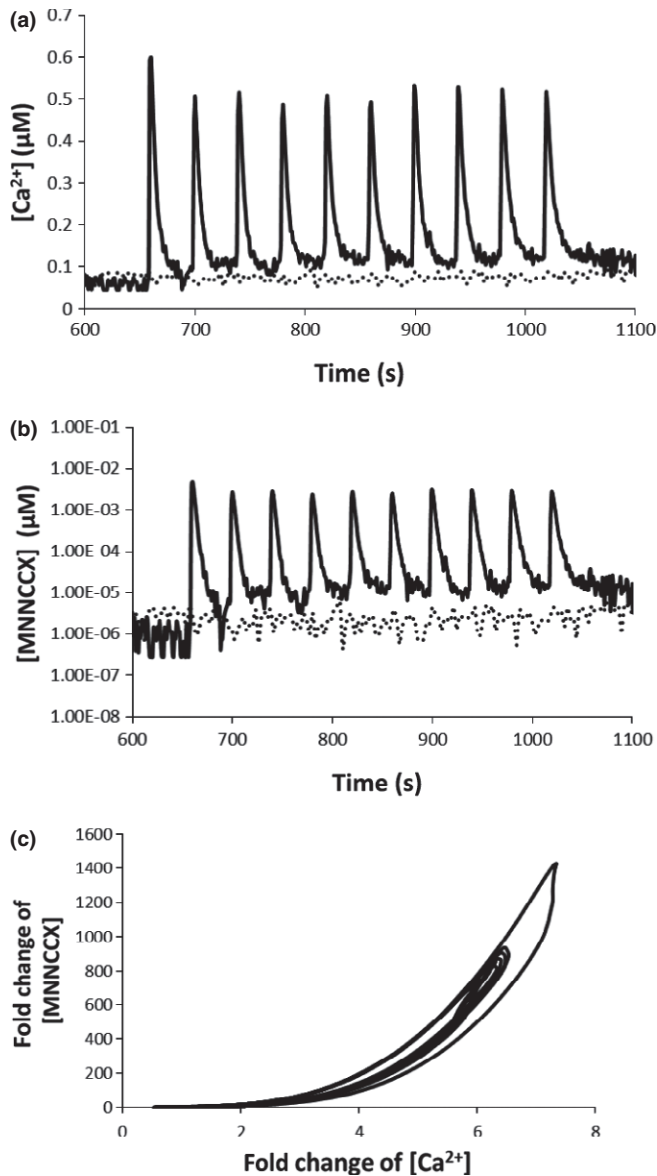 (a)
0.7
0.6
0.5
0.4
0.3
0.2
0.1
0
[Ca²⁺] (µM)
600 700 800 900 1000 1100
Time (s)
(b)
1.00E-01
1.00E-02
1.00E-03
1.00E-04
1.00E-05
1.00E-06
1.00E-07
1.00E-08
[MNNCCX] (µM)
600 700 800 900 1000 1100
Time (s)
(c)
1600
1400
1200
1000
800
600
400
200
0
Fold change of
[MNNCCX]
0 2 4 6 8
Fold change of [Ca²⁺]